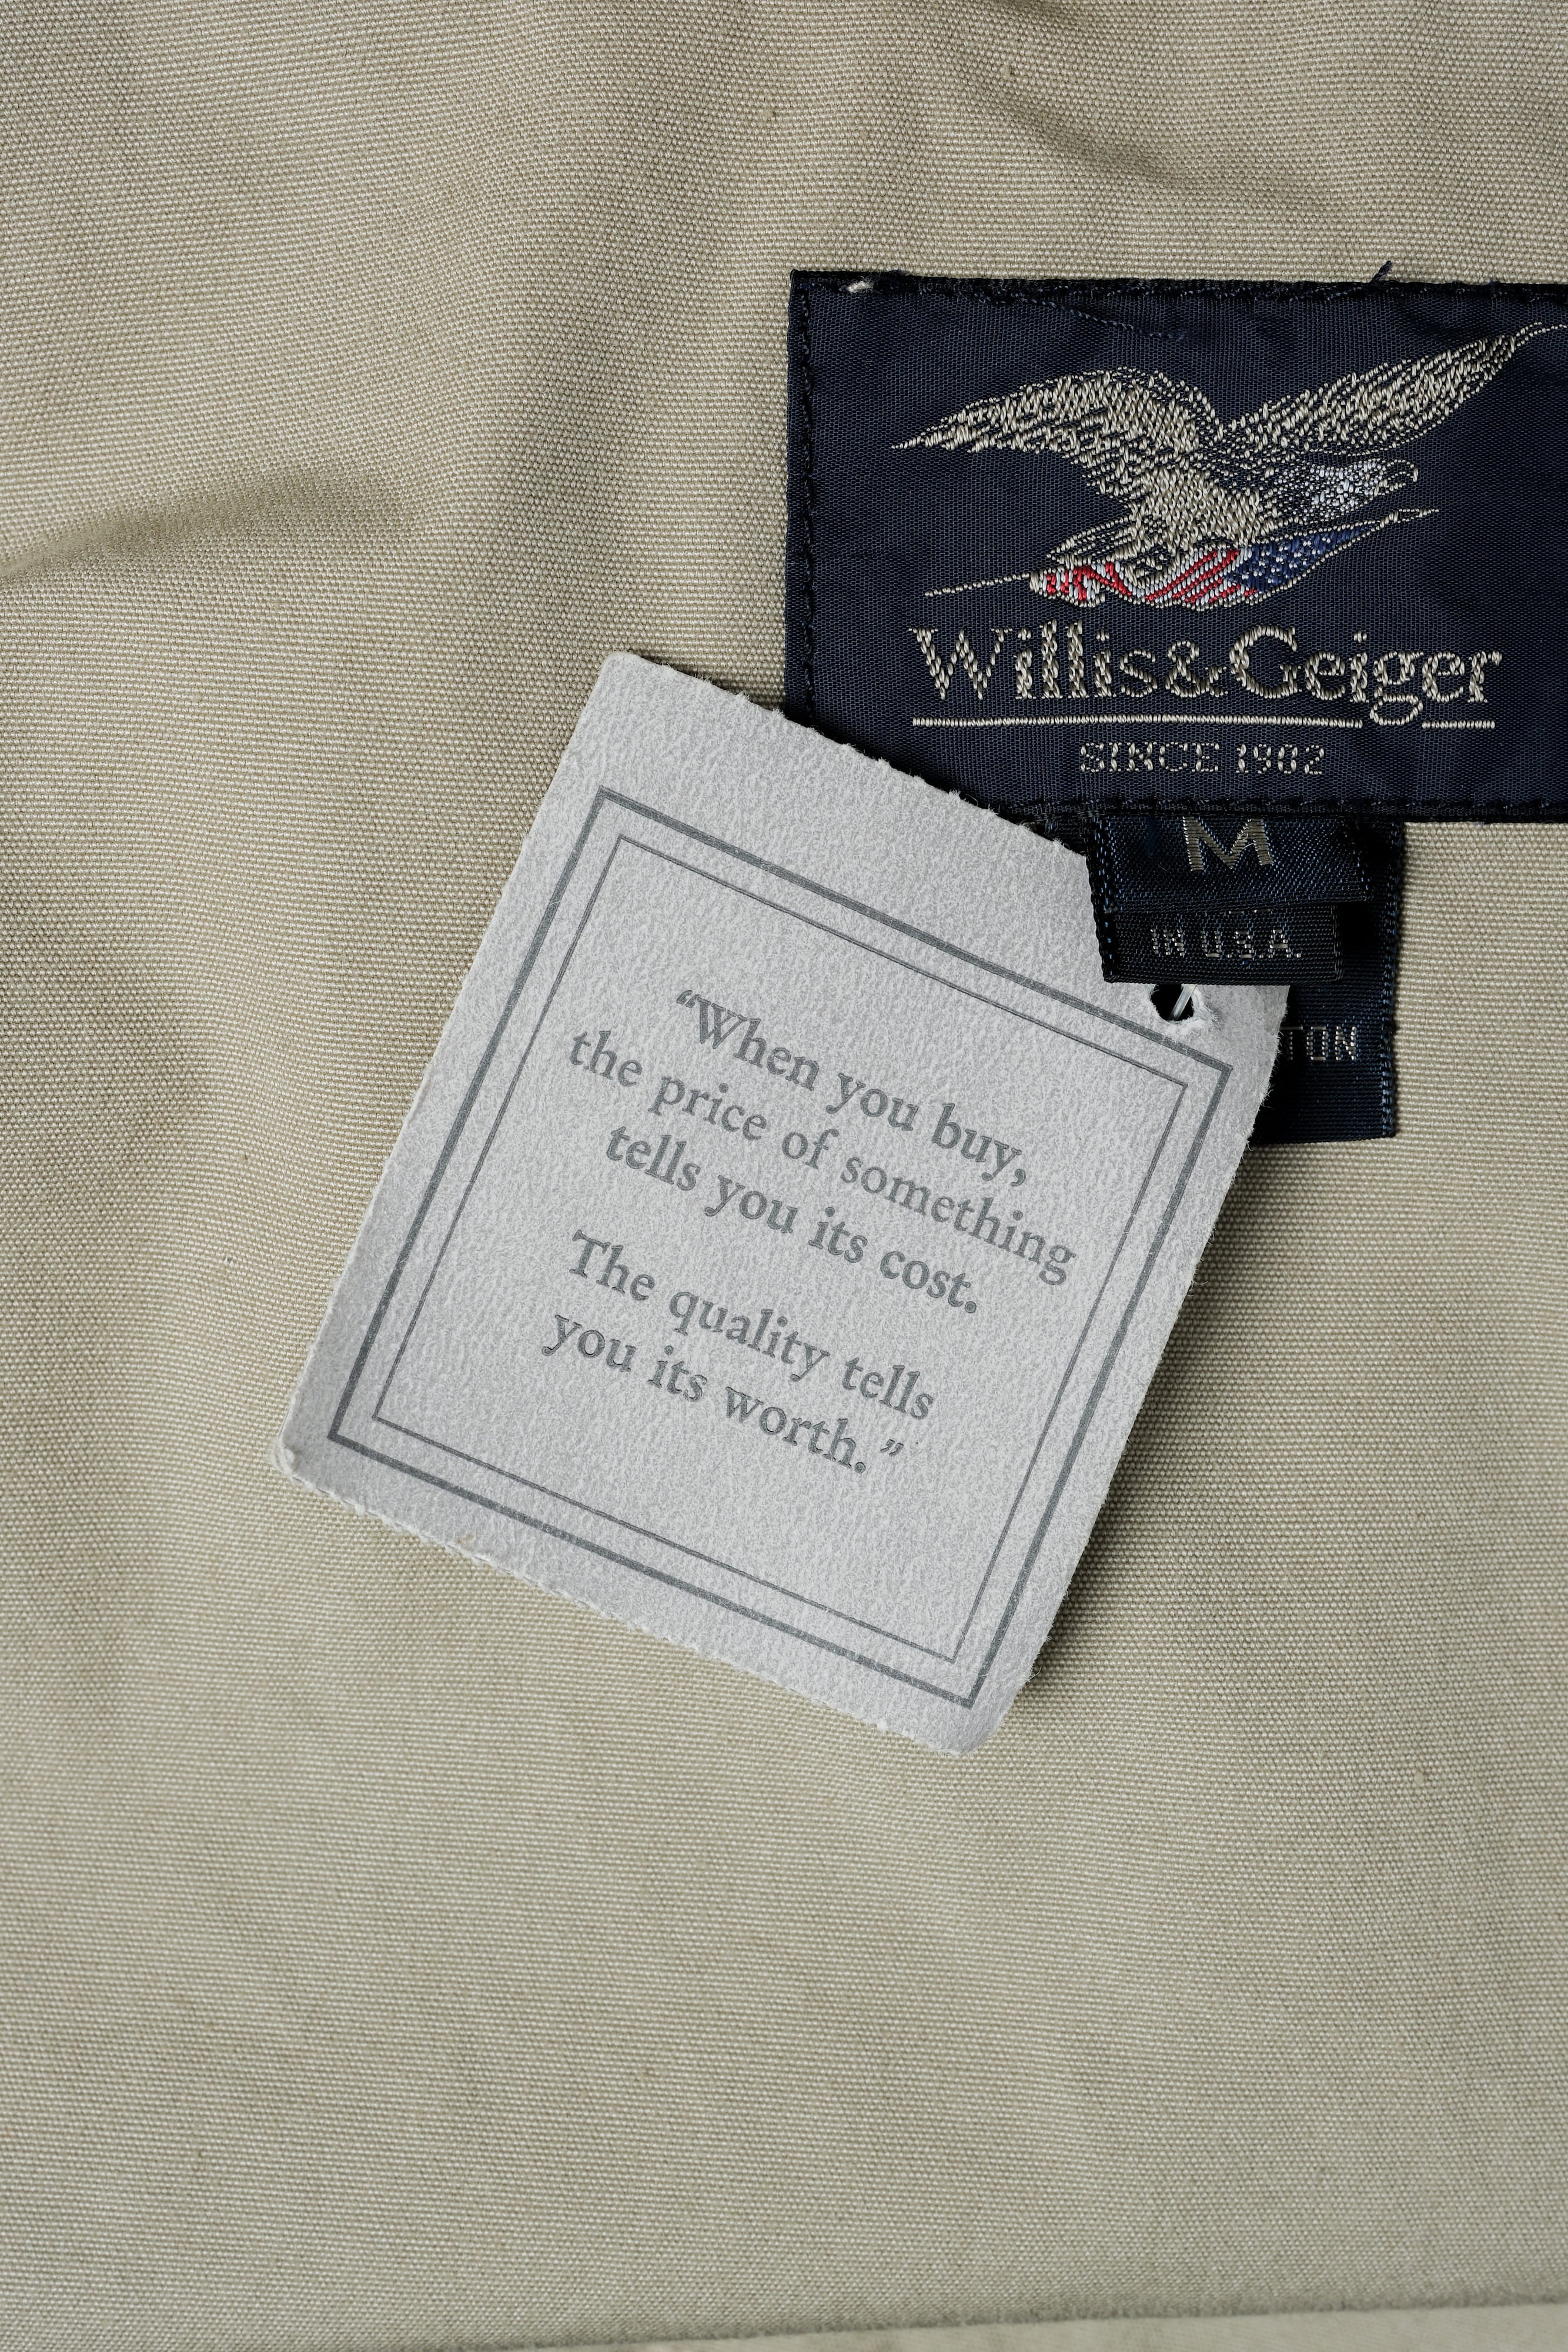 Willis&Geiger
SINCE 1902
M
IN U.S.A.
"When you buy,
the price of something
tells you its cost.
The quality tells
you its worth."